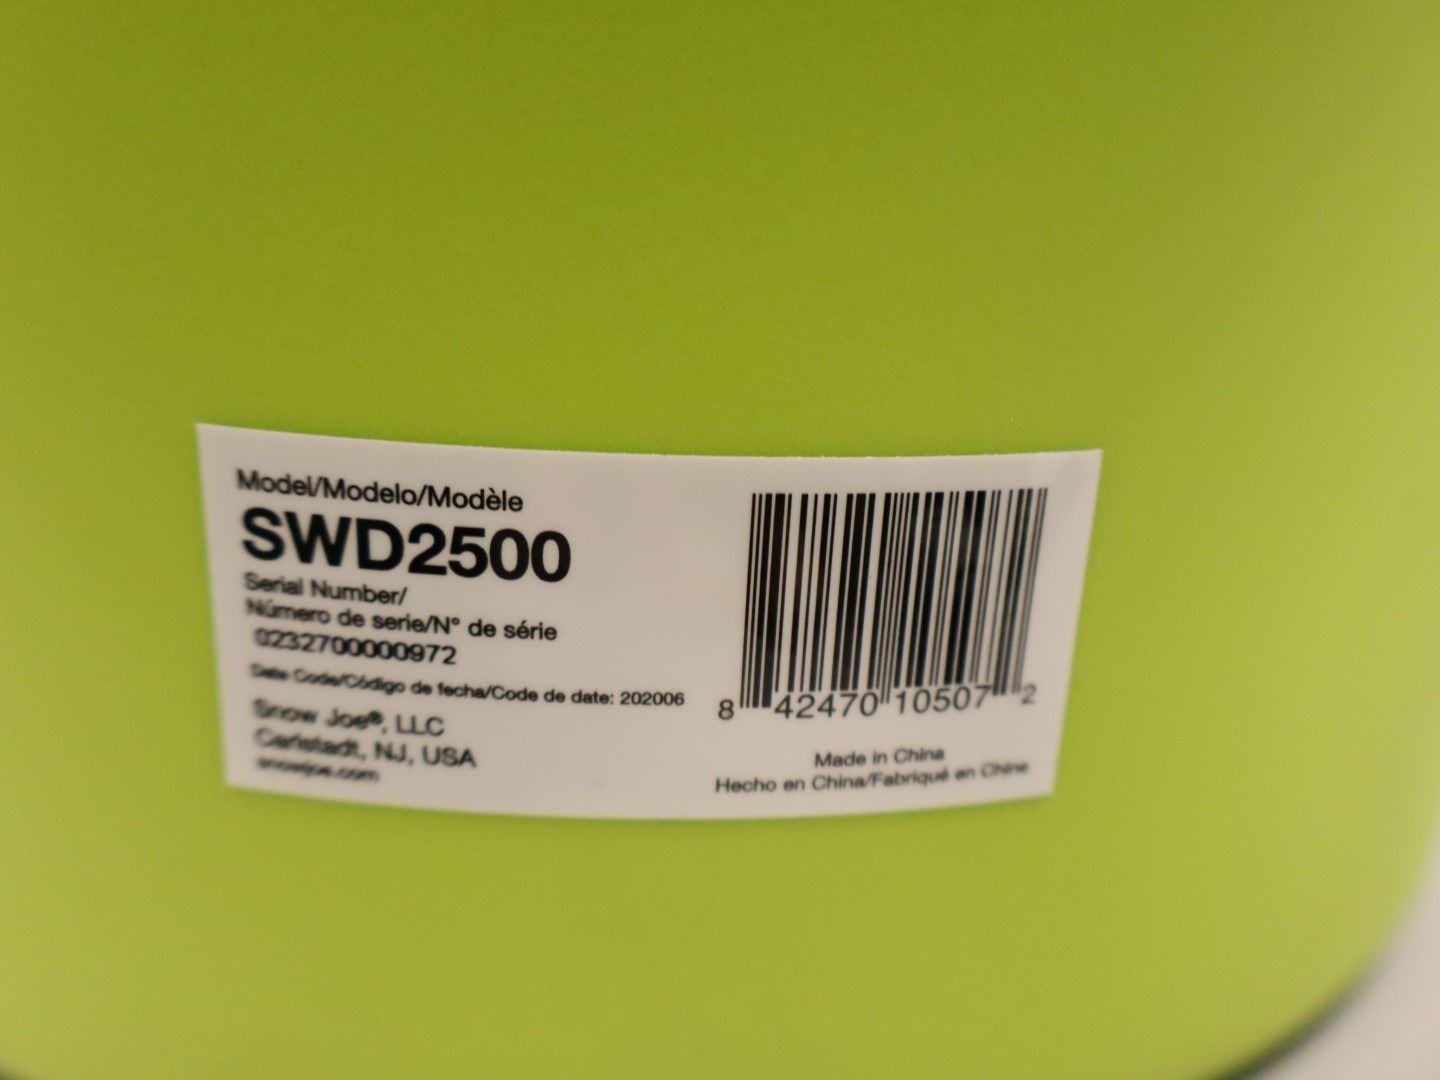 Model/Modelo/Modèle
SWD2500
Serial Number/
Número de serie/N° de série
0232700000972
Date Code/Código de fecha/Code de date: 202006
Snow Joe®, LLC
Carlstadt, NJ, USA
snowjoe.com
8 42470 10507 2
Made in China
Hecho en China/Fabriqué en Chine